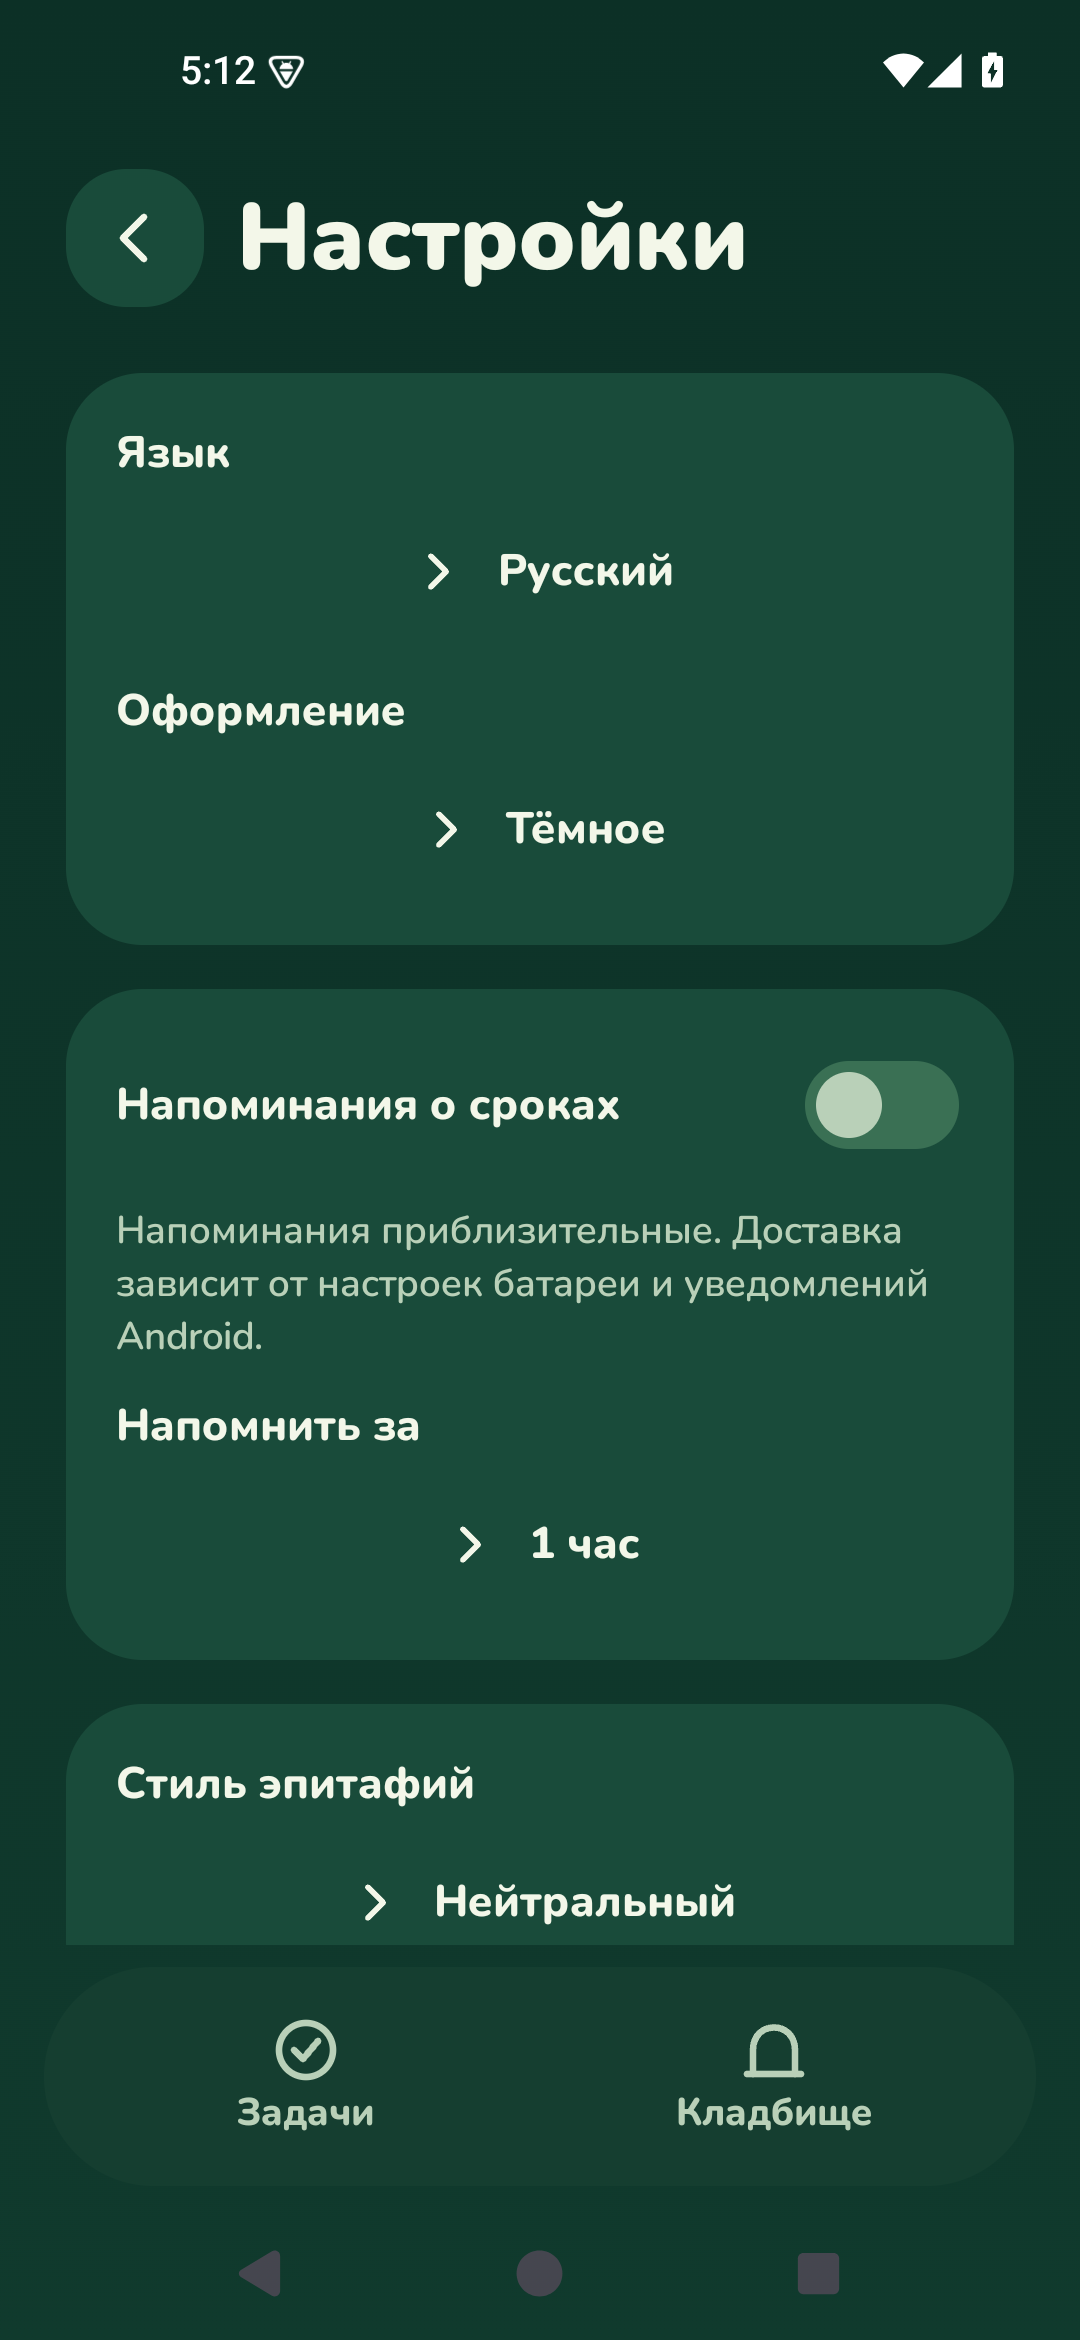 5:12
Настройки
Язык
Русский
Оформление
Тёмное
Напоминания о сроках
Напоминания приблизительные. Доставка
зависит от настроек батареи и уведомлений
Android.
Напомнить за
1 час
Стиль эпитафий
Нейтральный
Задачи
Кладбище